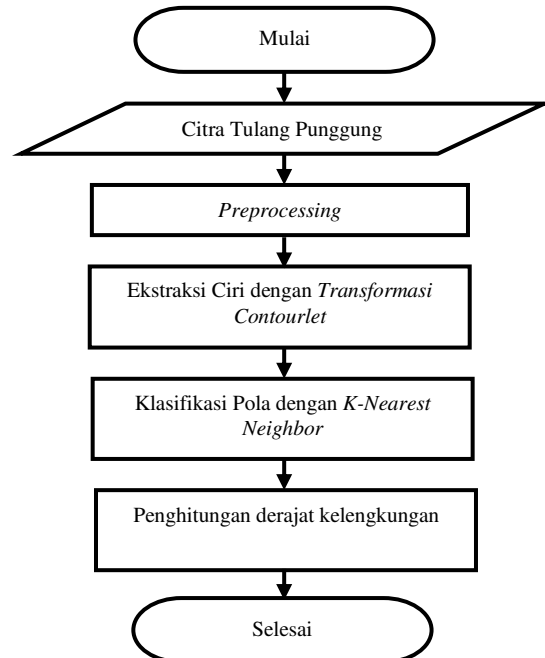 Mulai
Citra Tulang Punggung
Preprocessing
Ekstraksi Ciri dengan Transformasi
Contourlet
Klasifikasi Pola dengan K-Nearest
Neighbor
Penghitungan derajat kelengkungan
Selesai